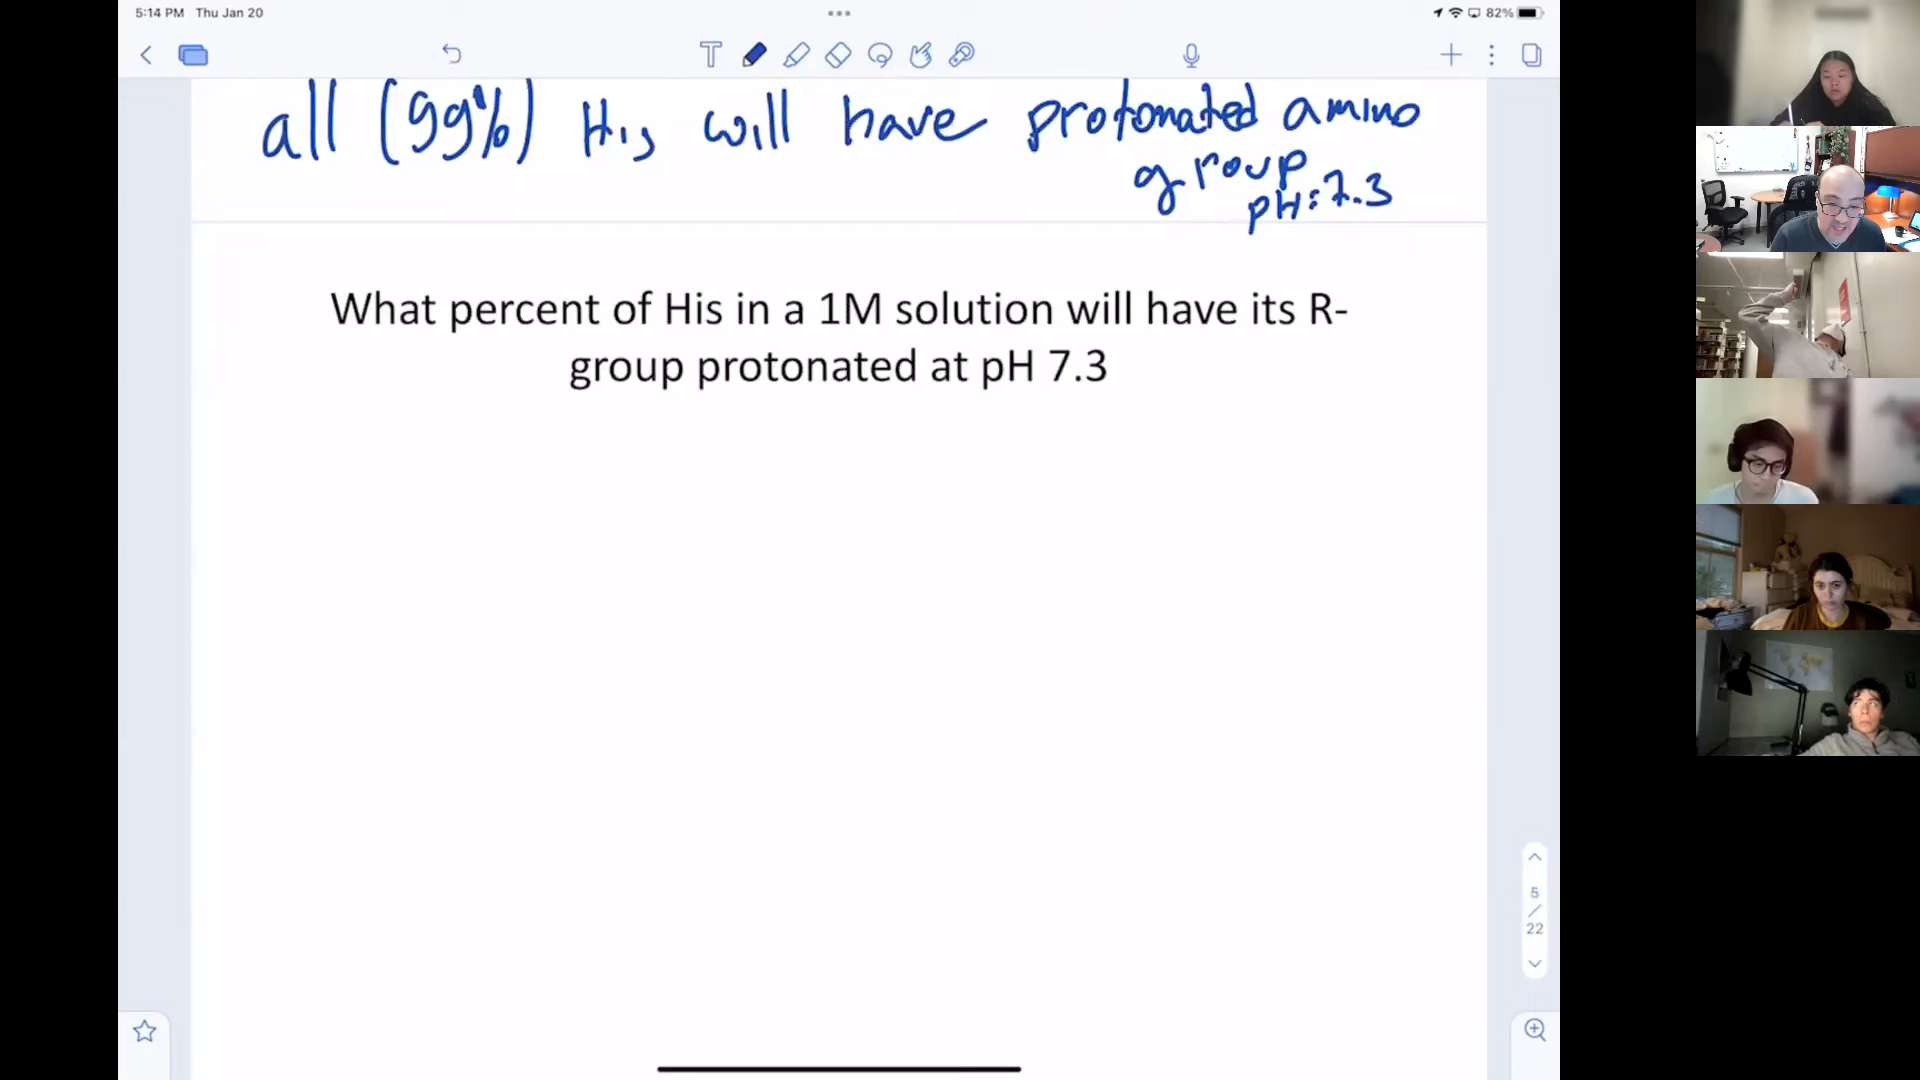 5:14 PM Thu Jan 20
82%
all (99%) His will have protonated amino
group
pH: 7.3
What percent of His in a 1M solution will have its R-
group protonated at pH 7.3
5
/
22